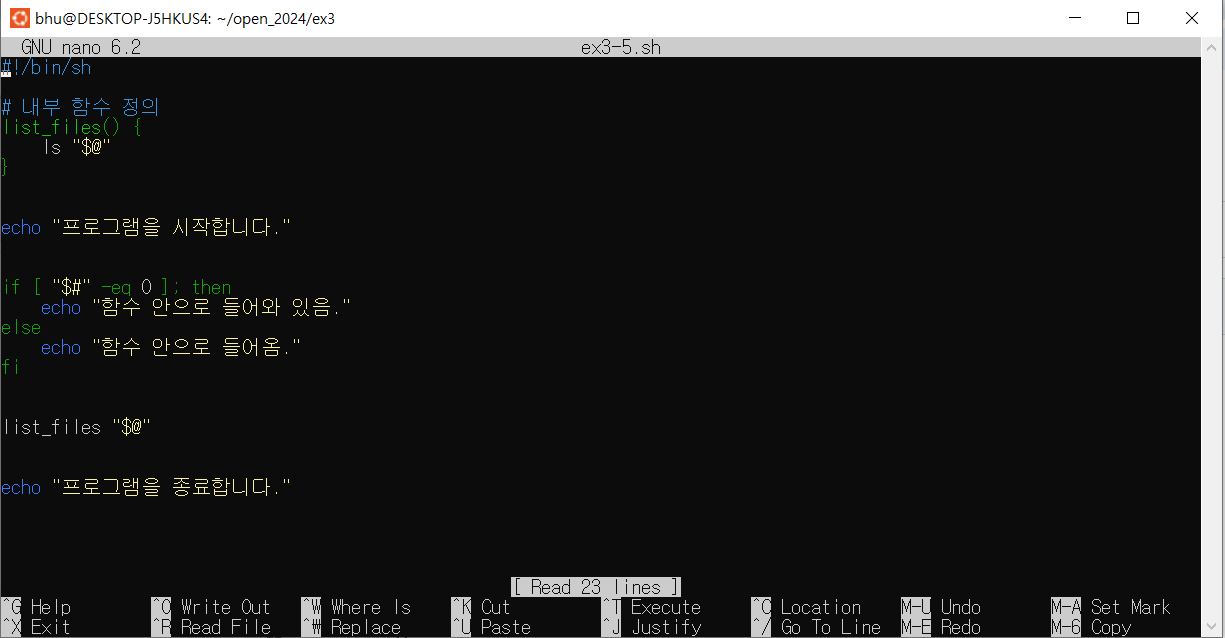 bhu@DESKTOP-J5HKUS4: ~/open_2024/ex3
GNU nano 6.2 ex3-5.sh
#!/bin/sh
# 내부 함수 정의
list_files() {
ls "$@"
}
echo "프로그램을 시작합니다."
if [ "$#" -eq 0 ]; then
echo "함수 안으로 들어와 있음."
else
echo "함수 안으로 들어옴."
fi
list_files "$@"
echo "프로그램을 종료합니다."
[ Read 23 lines ]
^G Help ^O Write Out ^W Where Is ^K Cut ^T Execute ^C Location M-U Undo M-A Set Mark
^X Exit ^R Read File ^\ Replace ^U Paste ^J Justify ^/ Go To Line M-E Redo M-6 Copy